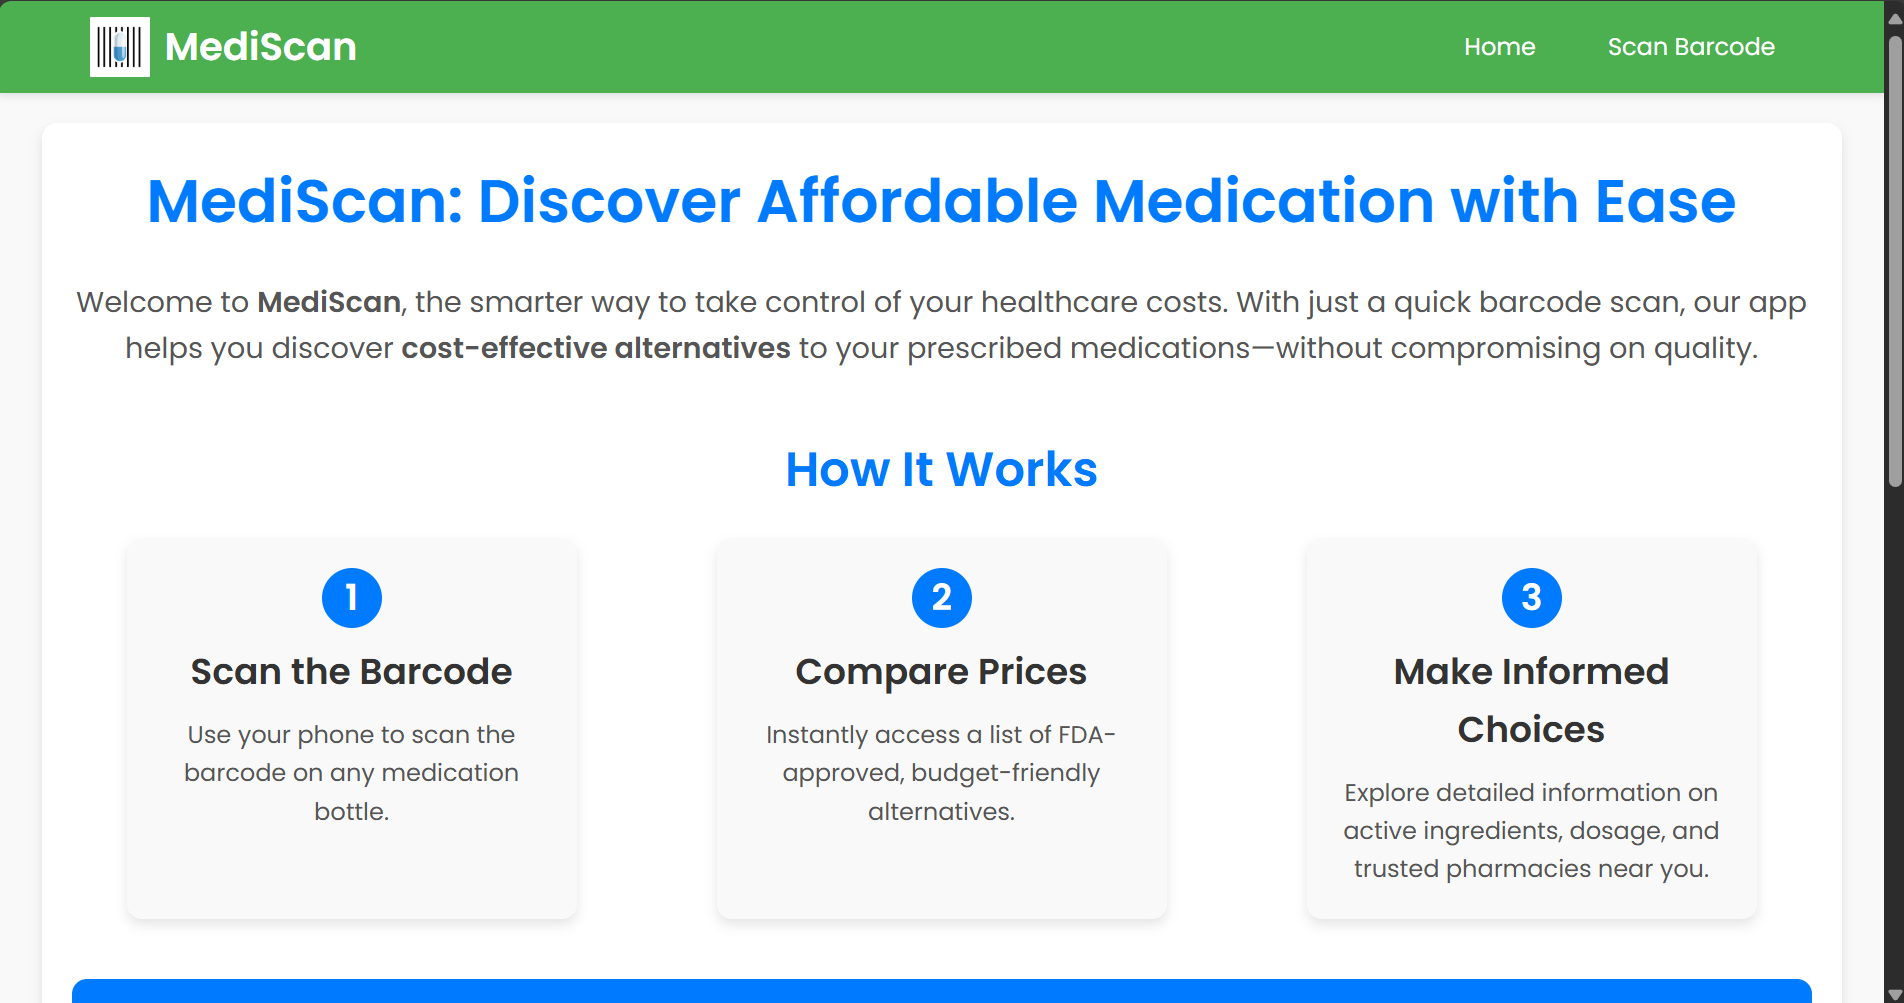 MediScan
Home
Scan Barcode
MediScan: Discover Affordable Medication with Ease
Welcome to MediScan, the smarter way to take control of your healthcare costs. With just a quick barcode scan, our app
helps you discover cost-effective alternatives to your prescribed medications—without compromising on quality.
How It Works
1
Scan the Barcode
Use your phone to scan the
barcode on any medication
bottle.
2
Compare Prices
Instantly access a list of FDA-
approved, budget-friendly
alternatives.
3
Make Informed
Choices
Explore detailed information on
active ingredients, dosage, and
trusted pharmacies near you.